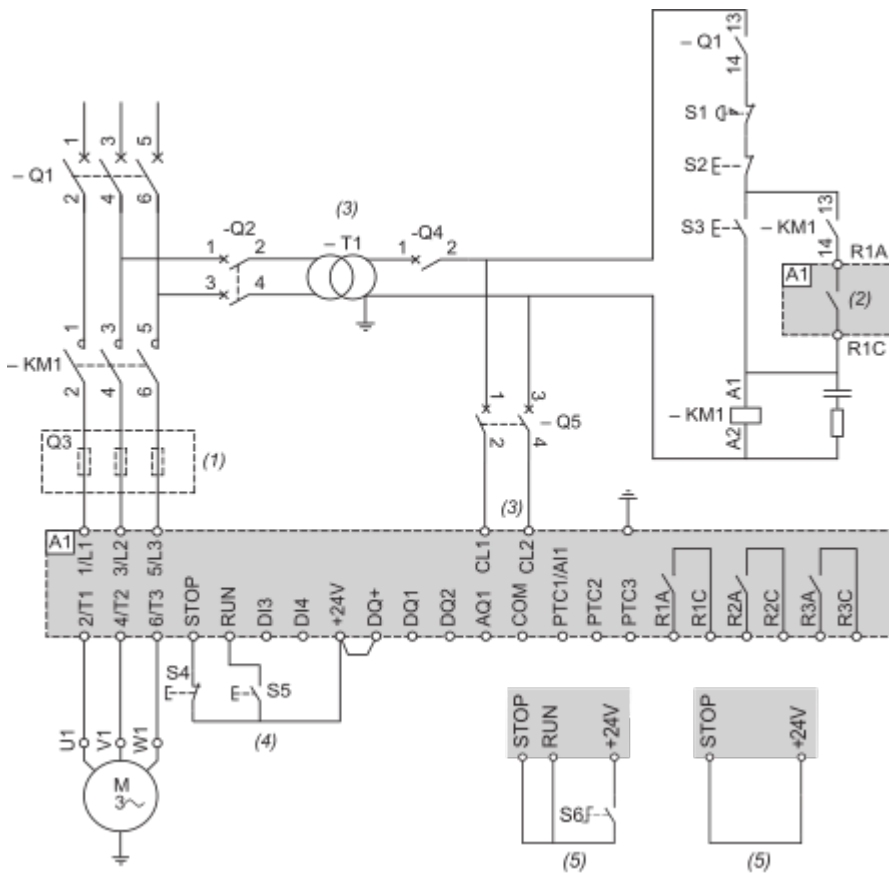 – Q1
1
3
5
2
4
6
-Q2
1
2
3
4
(3)
– T1
-Q4
1
2
– Q1
13
14
S1
S2
S3
– KM1
13
14
R1A
A1
(2)
R1C
– KM1
A1
A2
– KM1
1
3
5
2
4
6
Q3
(1)
1
3
– Q5
2
4
(3)
A1
1/L1
3/L2
5/L3
CL1
CL2
2/T1
4/T2
6/T3
STOP
RUN
DI3
DI4
+24V
DQ+
DQ1
DQ2
AQ1
COM
PTC1/AI1
PTC2
PTC3
R1A
R1C
R2A
R2C
R3A
R3C
S4
S5
(4)
U1
V1
W1
M
3
STOP
RUN
+24V
S6
(5)
STOP
+24V
(5)